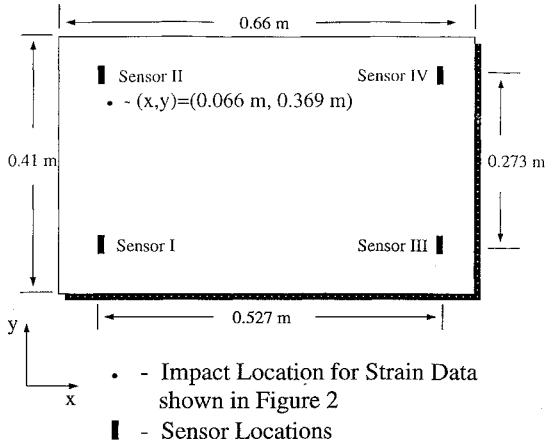 0.66 m
Sensor II
Sensor IV
• - (x,y)=(0.066 m, 0.369 m)
0.41 m
0.273 m
Sensor I
Sensor III
0.527 m
y
x
• - Impact Location for Strain Data
shown in Figure 2
- Sensor Locations